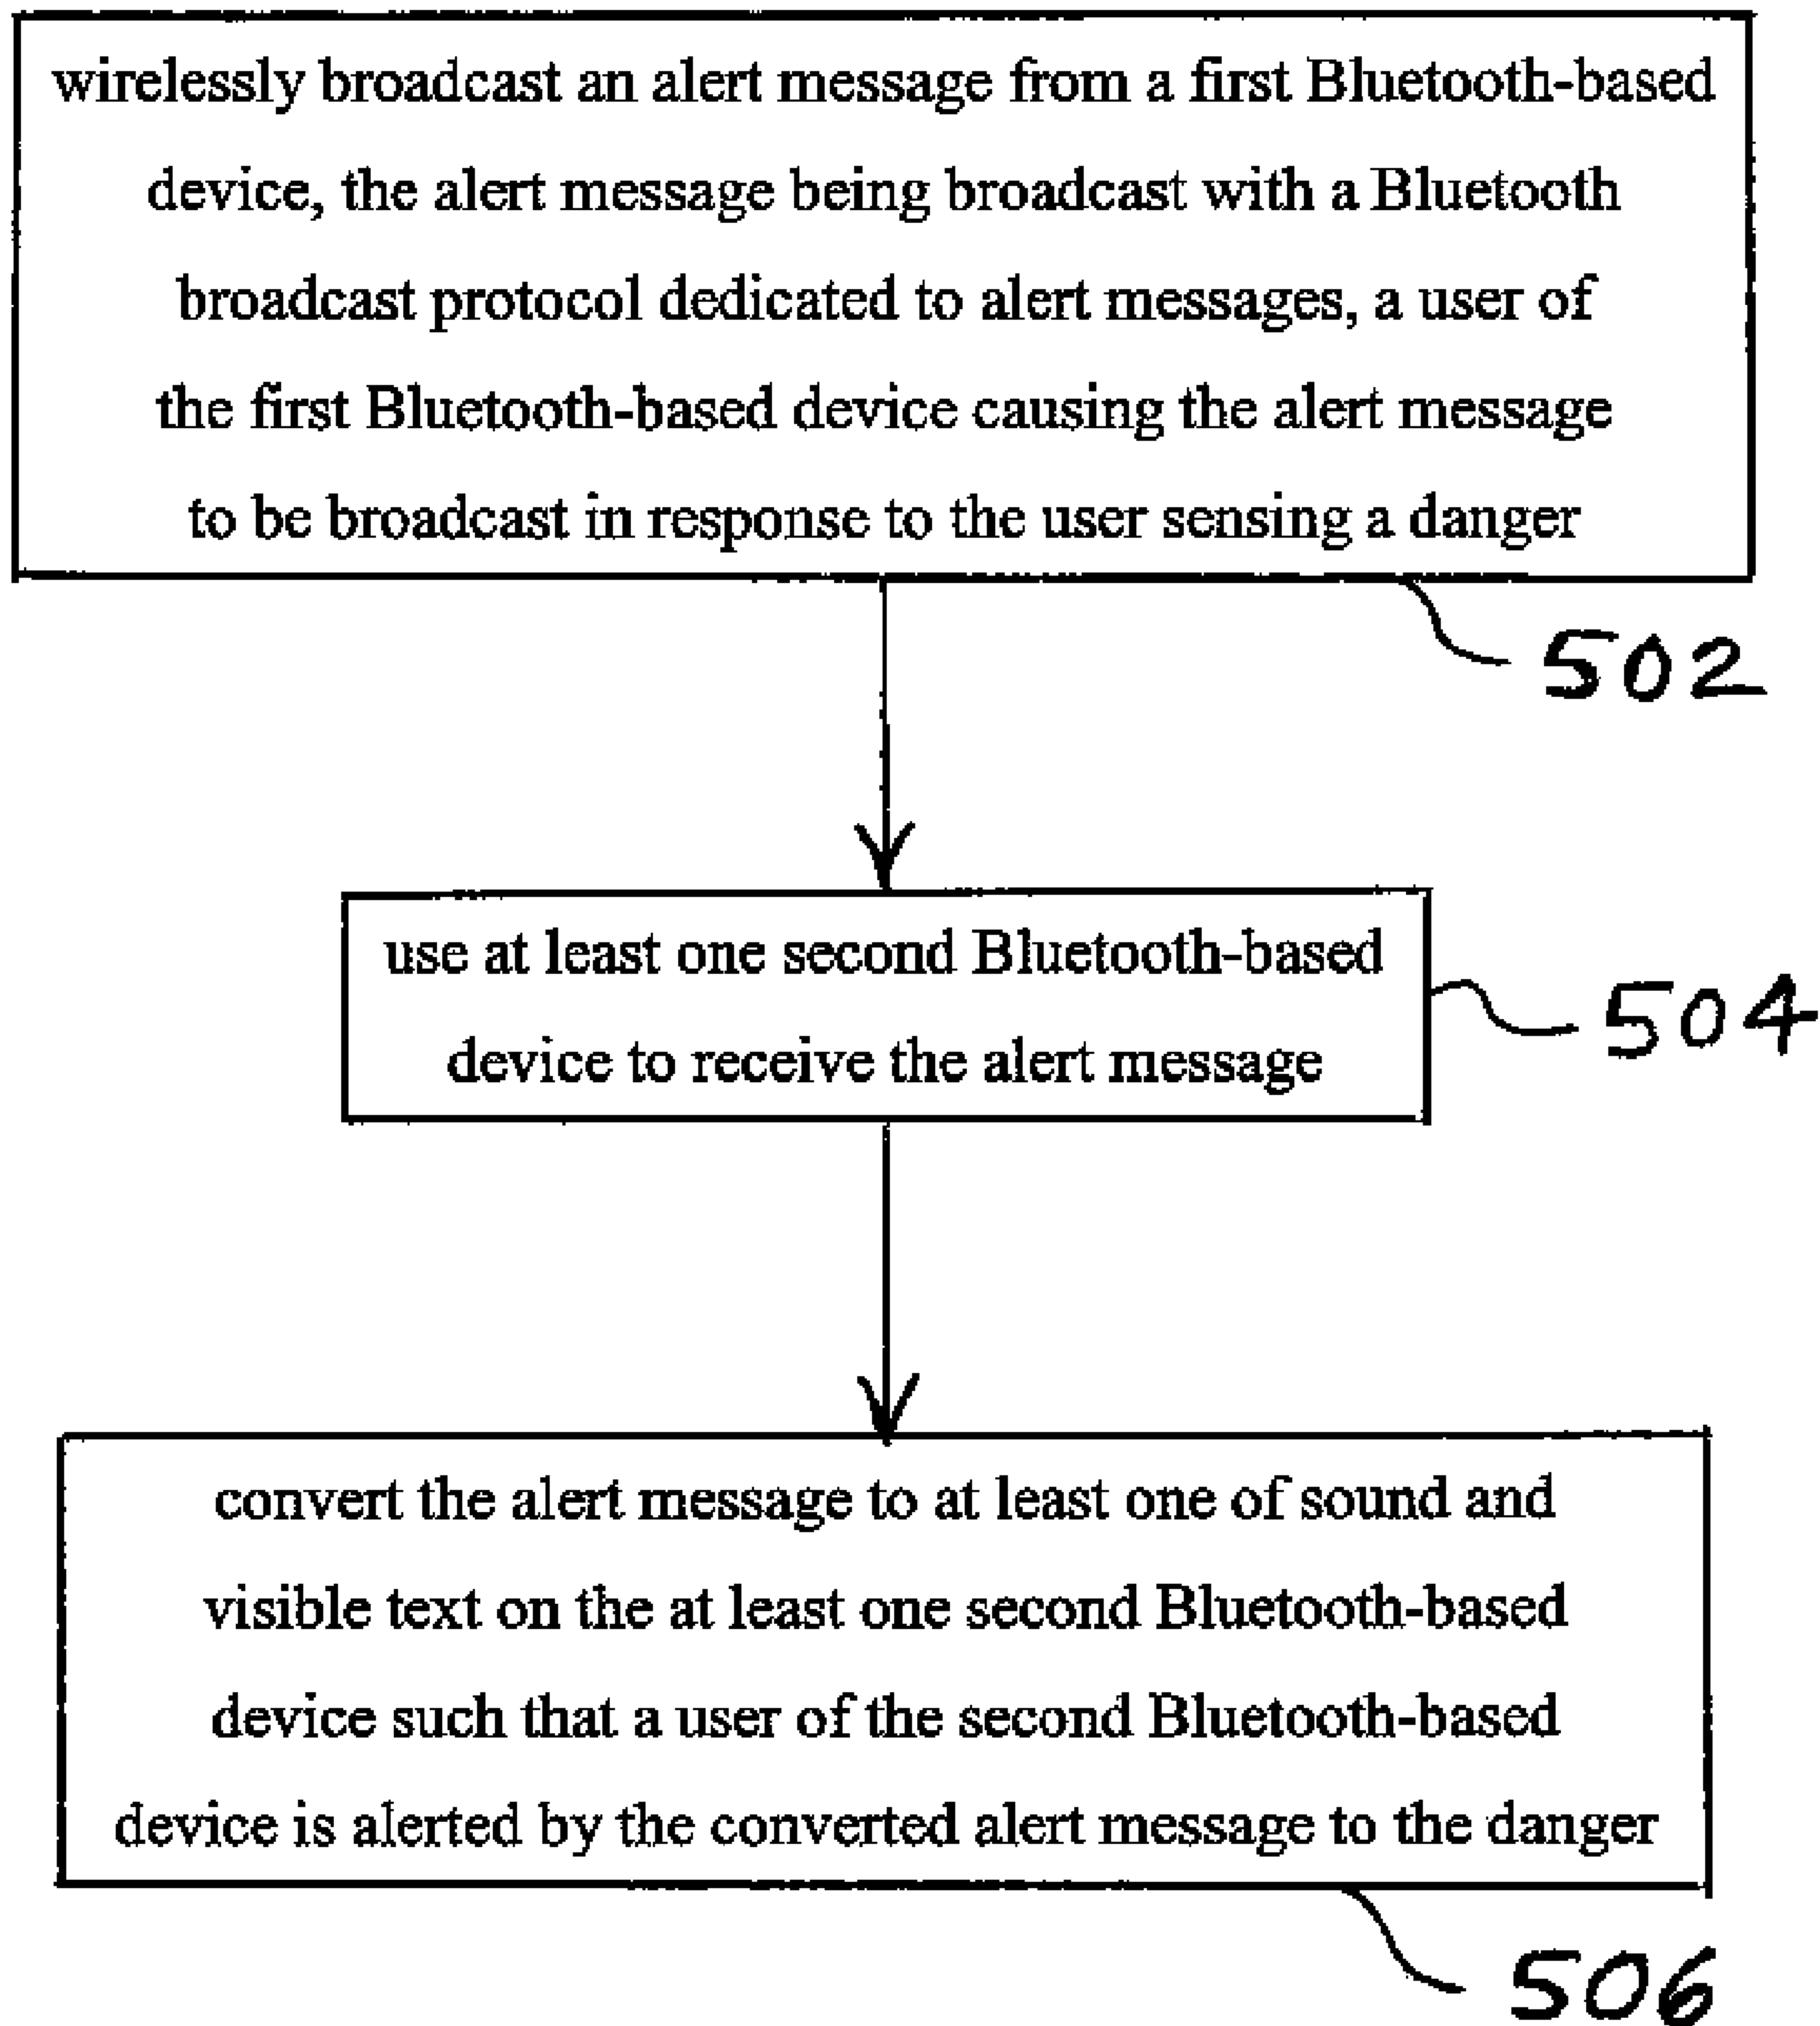 wirelessly broadcast an alert message from a first Bluetooth-based
device, the alert message being broadcast with a Bluetooth
broadcast protocol dedicated to alert messages, a user of
the first Bluetooth-based device causing the alert message
to be broadcast in response to the user sensing a danger
502
use at least one second Bluetooth-based
device to receive the alert message
504
convert the alert message to at least one of sound and
visible text on the at least one second Bluetooth-based
device such that a user of the second Bluetooth-based
device is alerted by the converted alert message to the danger
506